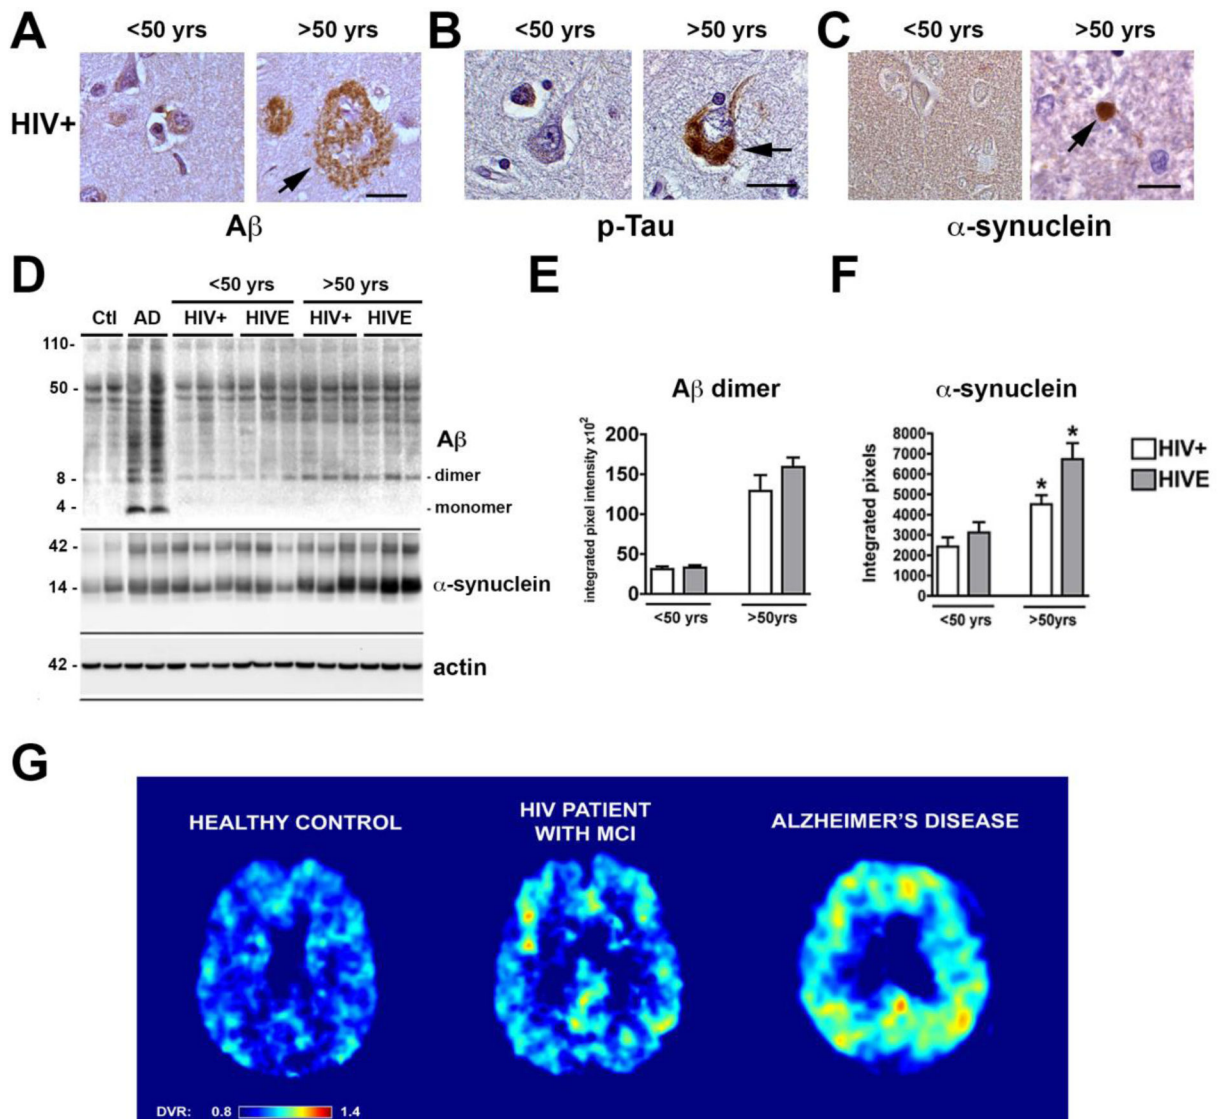 A
<50 yrs
>50 yrs
B
<50 yrs
>50 yrs
C
<50 yrs
>50 yrs
HIV+
Aβ
p-Tau
α-synuclein
D
<50 yrs
>50 yrs
Ctl
AD
HIV+
HIVE
HIV+
HIVE
110-
50 -
8 -
4 -
Aβ
- dimer
- monomer
42 -
14 -
α-synuclein
42 -
actin
E
Aβ dimer
integrated pixel intensity x10²
200
150
100
50
0
<50 yrs
>50yrs
F
α-synuclein
Integrated pixels
8000
7000
6000
5000
4000
3000
2000
1000
0
*
*
<50 yrs
>50yrs
HIV+
HIVE
G
HEALTHY CONTROL
HIV PATIENT
WITH MCI
ALZHEIMER'S DISEASE
DVR: 0.8
1.4